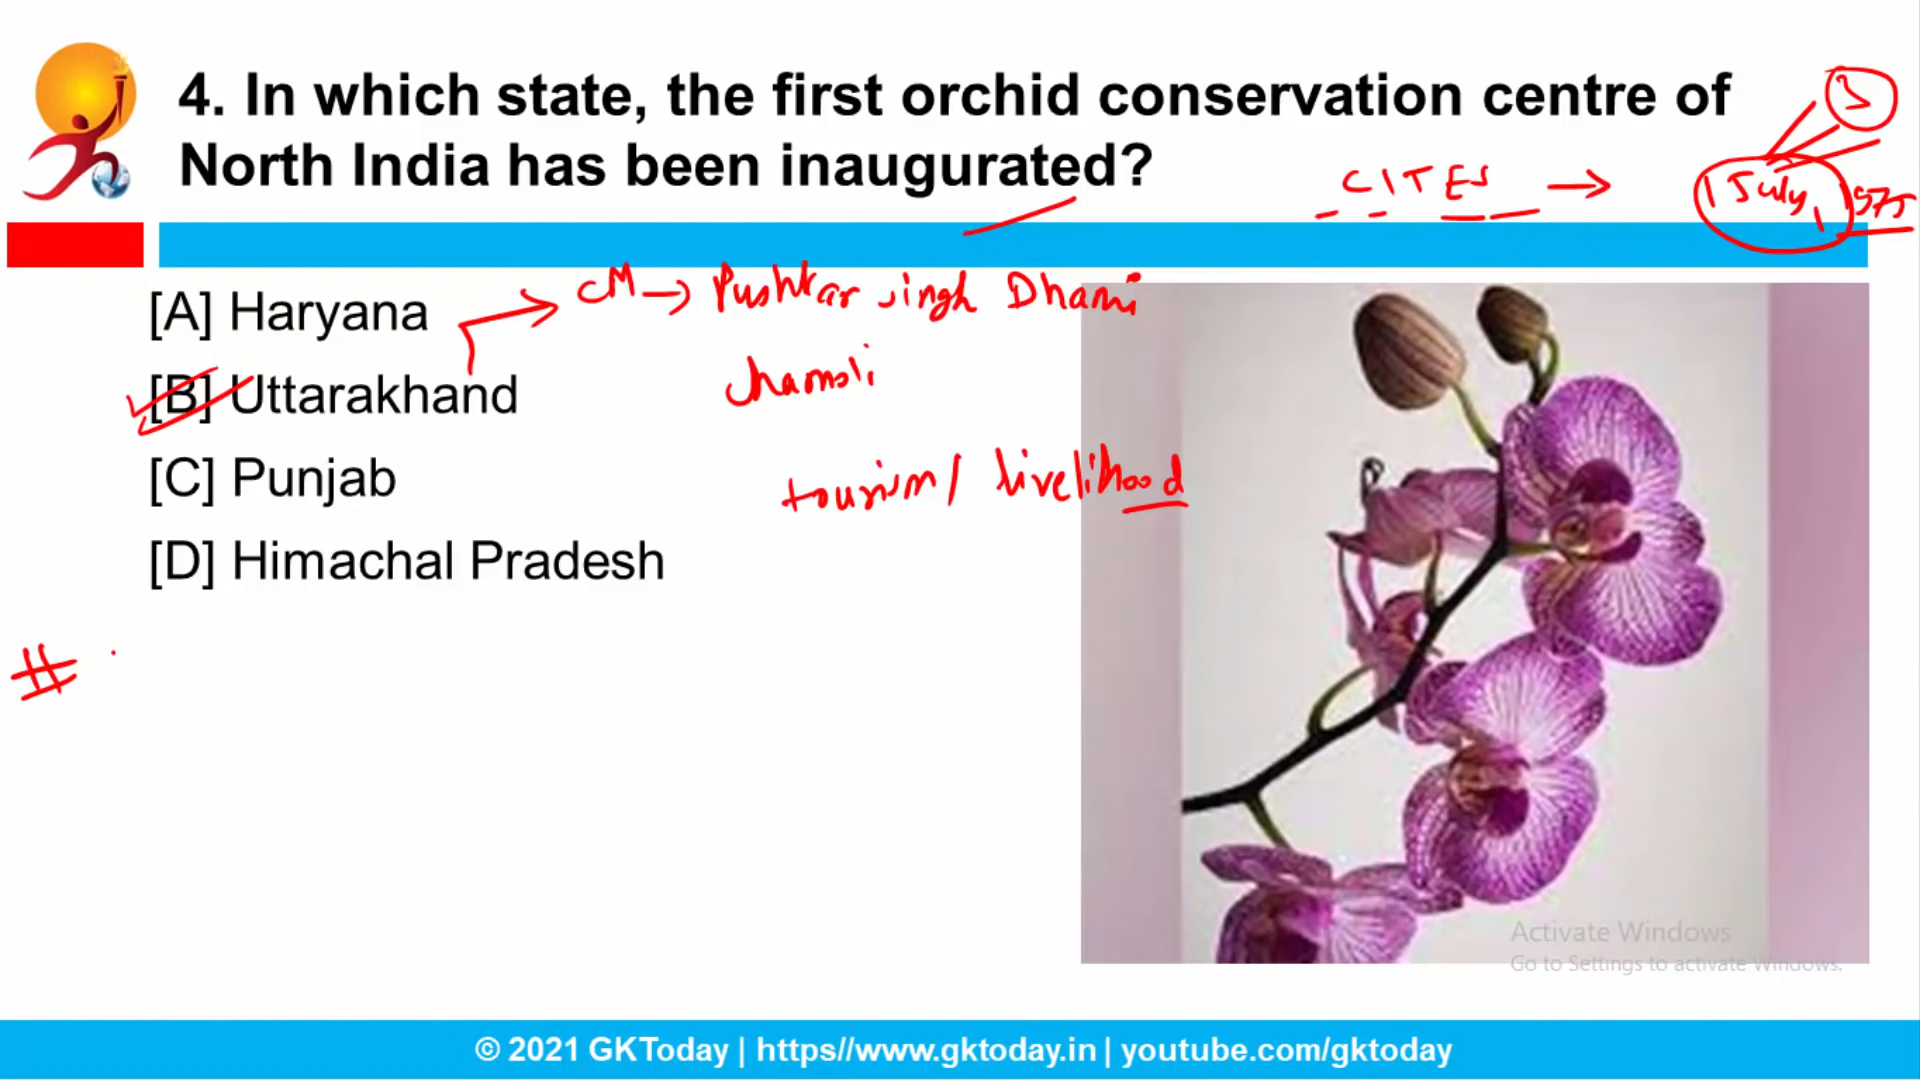 4. In which state, the first orchid conservation centre of
North India has been inaugurated?
3
CITES → 1 July, 1975
[A] Haryana
CM → Pushkar singh Dhami
[B] Uttarakhand
chamoli
[C] Punjab
tourism/ livelihood
[D] Himachal Pradesh
#
Activate Windows
Go to Settings to activate Windows.
© 2021 GKToday | https//www.gktoday.in | youtube.com/gktoday